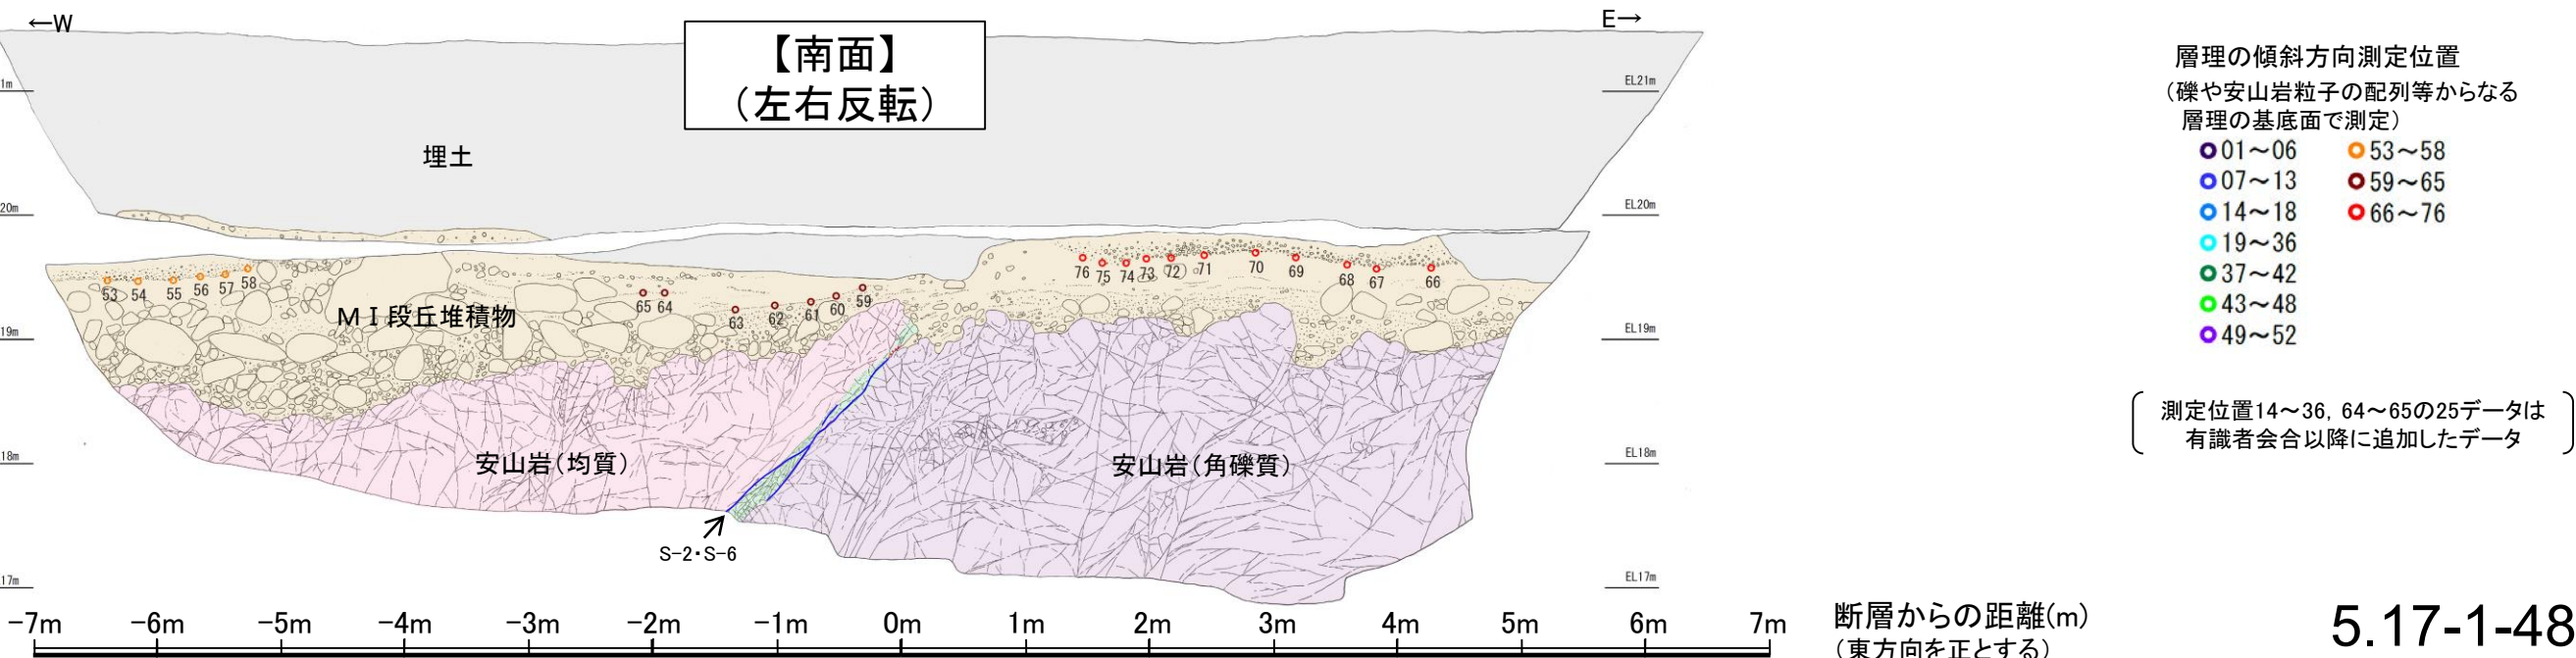 ←W
E→
【南面】
(左右反転)
1m
EL21m
埋土
20m
EL20m
53 54 55 56 57 58
65 64 63 62 61 60 59
76 75 74 73 72 71 70 69 68 67 66
MⅠ段丘堆積物
19m
EL19m
安山岩(均質)
安山岩(角礫質)
18m
EL18m
S-2・S-6
17m
EL17m
-7m -6m -5m -4m -3m -2m -1m 0m 1m 2m 3m 4m 5m 6m 7m
断層からの距離(m)
(東方向を正とする)
層理の傾斜方向測定位置
(礫や安山岩粒子の配列等からなる
層理の基底面で測定)
01~06 53~58
07~13 59~65
14~18 66~76
19~36
37~42
43~48
49~52
測定位置14~36, 64~65の25データは
有識者会合以降に追加したデータ
5.17-1-48